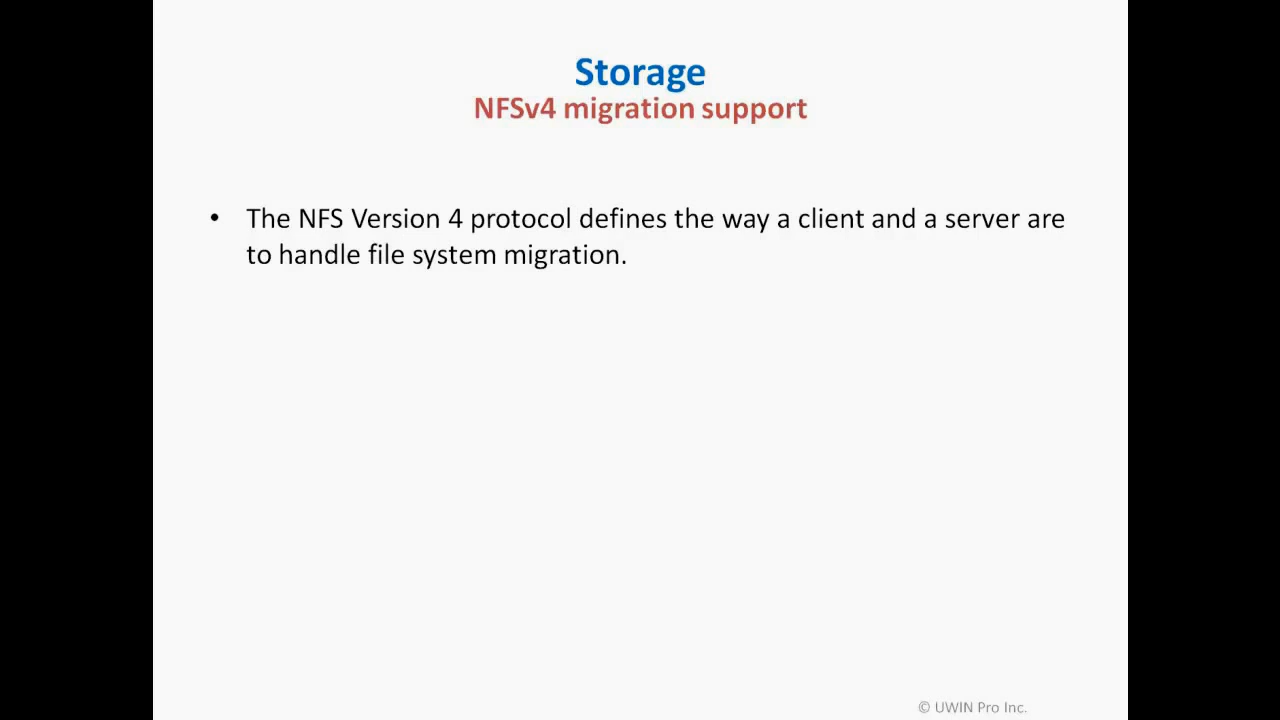 Storage
NFSv4 migration support
• The NFS Version 4 protocol defines the way a client and a server are
to handle file system migration.
© UWIN Pro Inc.